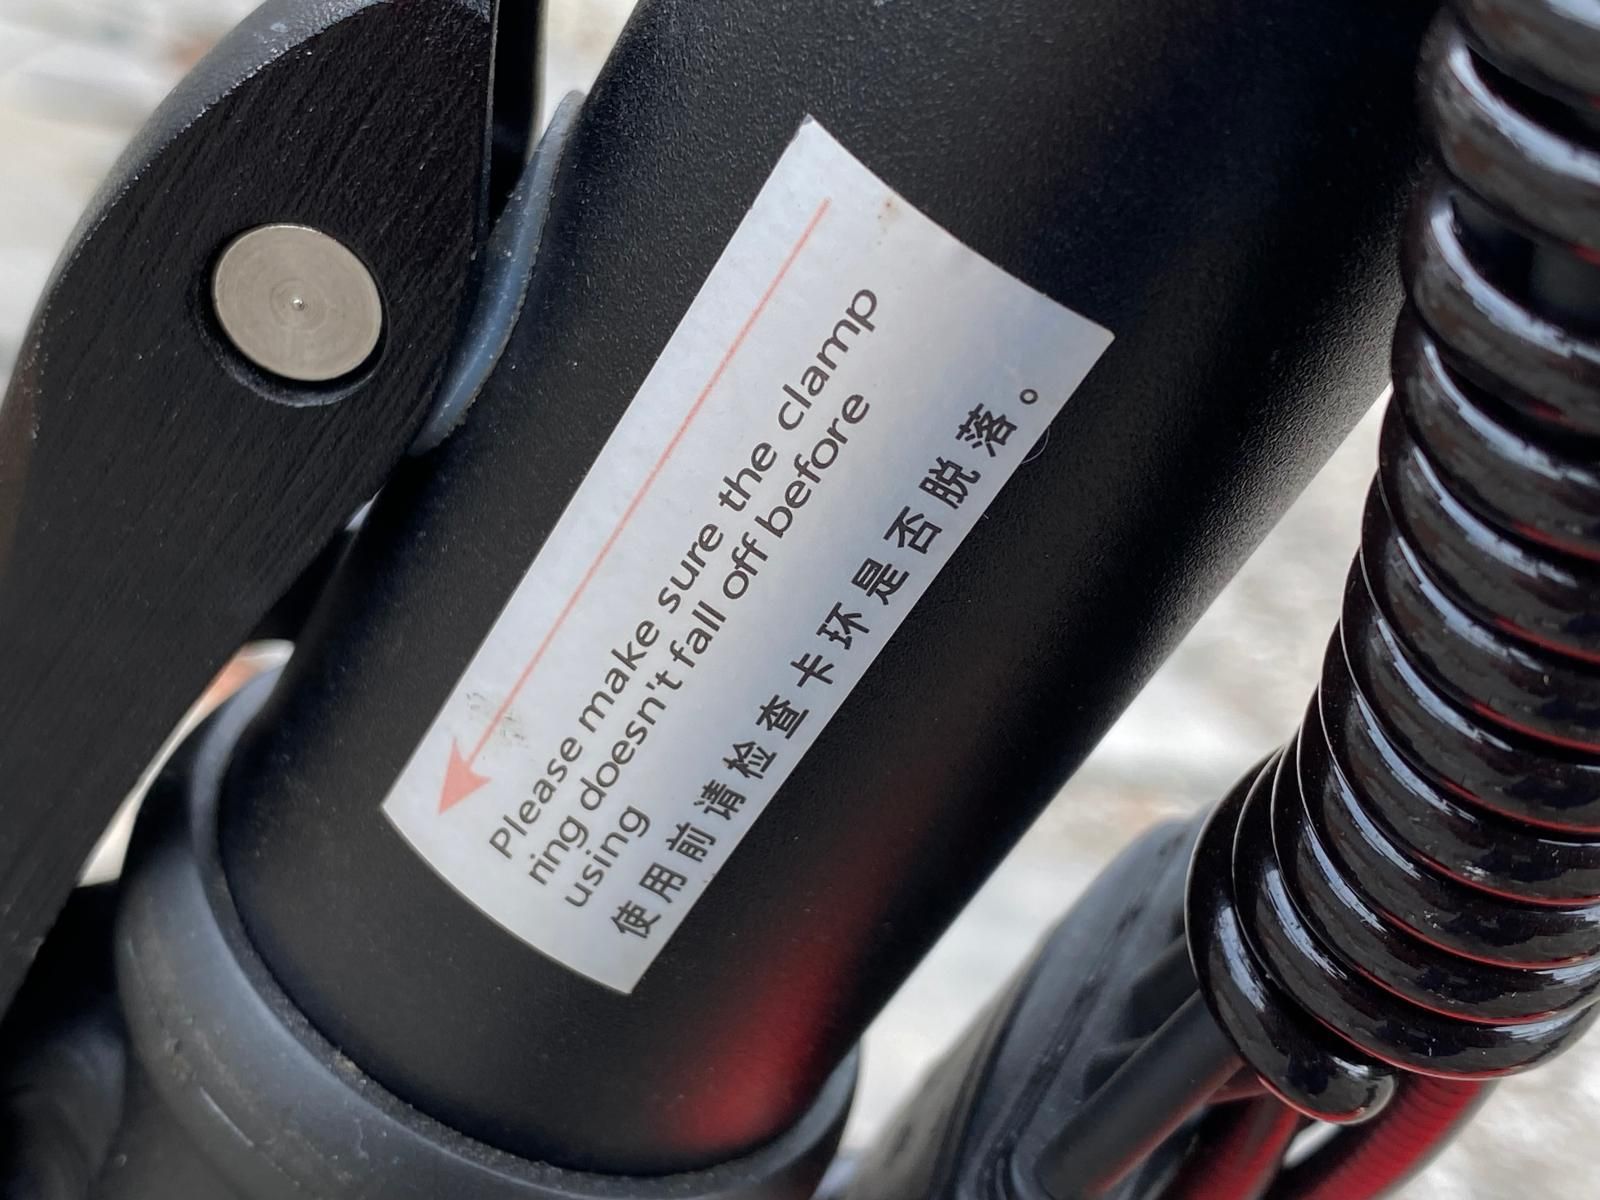 Please make sure the clamp
ring doesn't fall off before
using
使用前请检查卡环是否脱落。